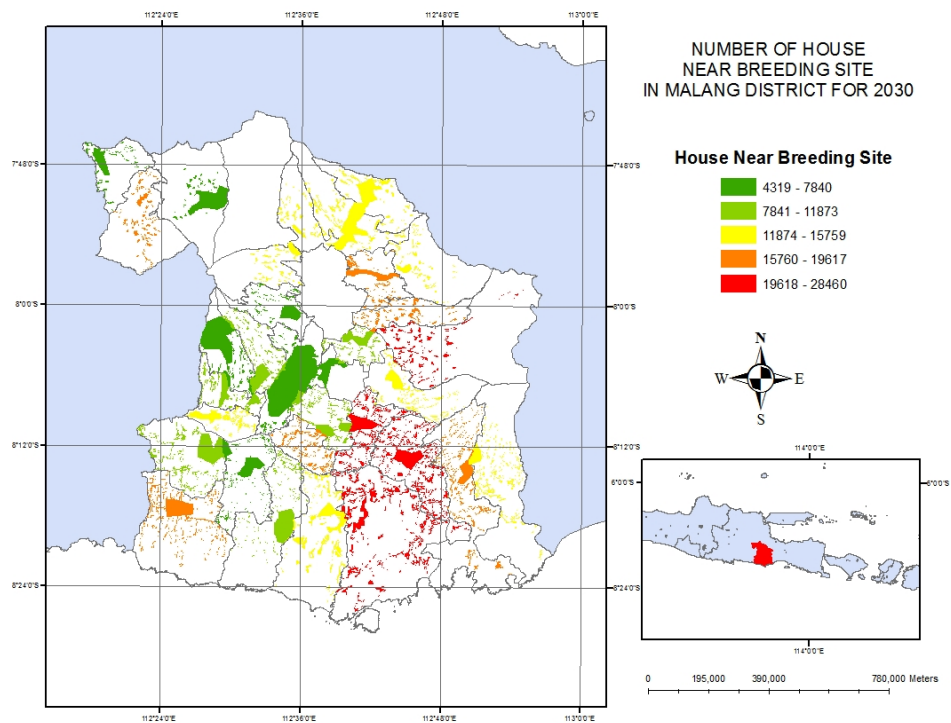 112°24'0"E 112°36'0"E 112°48'0"E 113°0'0"E
NUMBER OF HOUSE
NEAR BREEDING SITE
IN MALANG DISTRICT FOR 2030
House Near Breeding Site
4319 - 7840
7841 - 11873
11874 - 15759
15760 - 19617
19618 - 28460
7°48'0"S 7°48'0"S
8°0'0"S 8°0'0"S
N
W E
S
8°12'0"S 8°12'0"S
8°24'0"S 8°24'0"S
114°0'0"E
6°0'0"S 6°0'0"S
114°0'0"E
0 195,000 390,000 780,000 Meters
112°24'0"E 112°36'0"E 112°48'0"E 113°0'0"E